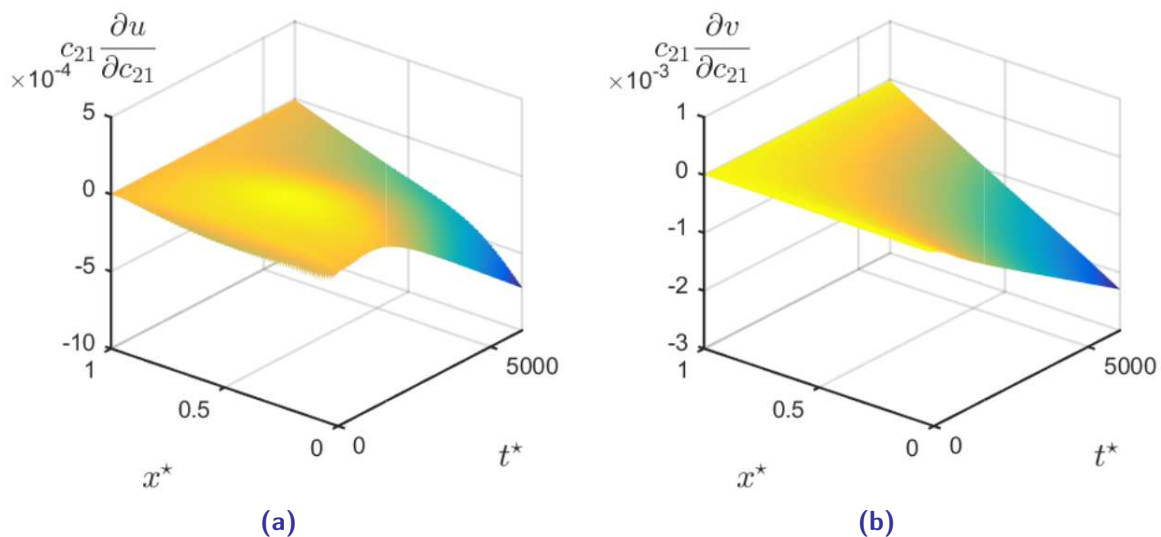 c₂₁ ∂u/∂c₂₁
×10⁻⁴
5
0
-5
-10
1
0.5
0
0
5000
x⋆
t⋆
(a)
c₂₁ ∂v/∂c₂₁
×10⁻³
1
0
-1
-2
-3
1
0.5
0
0
5000
x⋆
t⋆
(b)